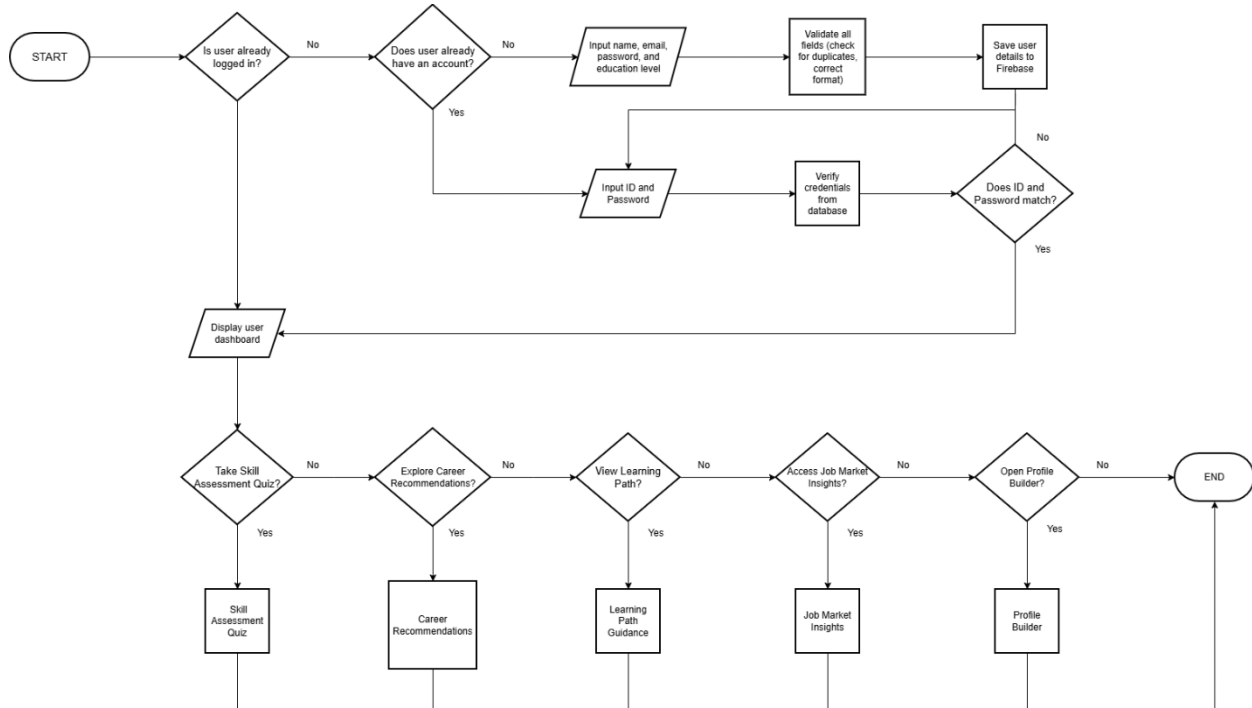 START
Is user already
logged in?
No
Does user already
have an account?
No
Input name, email,
password, and
education level
Validate all
fields (check
for duplicates,
correct
format)
Save user
details to
Firebase
Yes
No
Input ID and
Password
Verify
credentials
from
database
Does ID and
Password match?
Yes
Display user
dashboard
Take Skill
Assessment Quiz?
No
Explore Career
Recommendations?
No
View Learning
Path?
No
Access Job Market
Insights?
No
Open Profile
Builder?
No
END
Yes
Yes
Yes
Yes
Yes
Skill
Assessment
Quiz
Career
Recommendations
Learning
Path
Guidance
Job Market
Insights
Profile
Builder